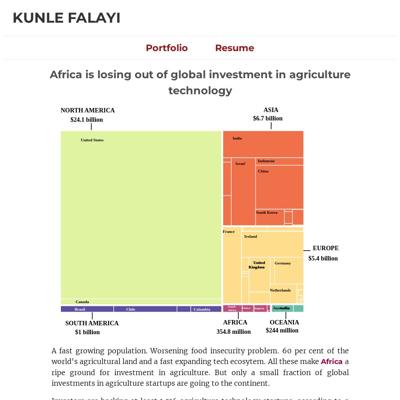 KUNLE FALAYI
Portfolio Resume
Africa is losing out of global investment in agriculture
technology
NORTH AMERICA
$24.1 billion
ASIA
$6.7 billion
United States
India
Israel
Indonesia
China
South Korea
France
Ireland
United
Kingdom
Germany
Netherlands
EUROPE
$5.4 billion
Canada
Brazil Chile Colombia
Australia
SOUTH AMERICA
$1 billion
AFRICA
354.8 million
OCEANIA
$244 million
A fast growing population. Worsening food insecurity problem. 60 per cent of the
world's agricultural land and a fast expanding tech ecosystem. All these make Africa a
ripe ground for investment in agriculture. But only a small fraction of global
investments in agriculture startups are going to the continent.